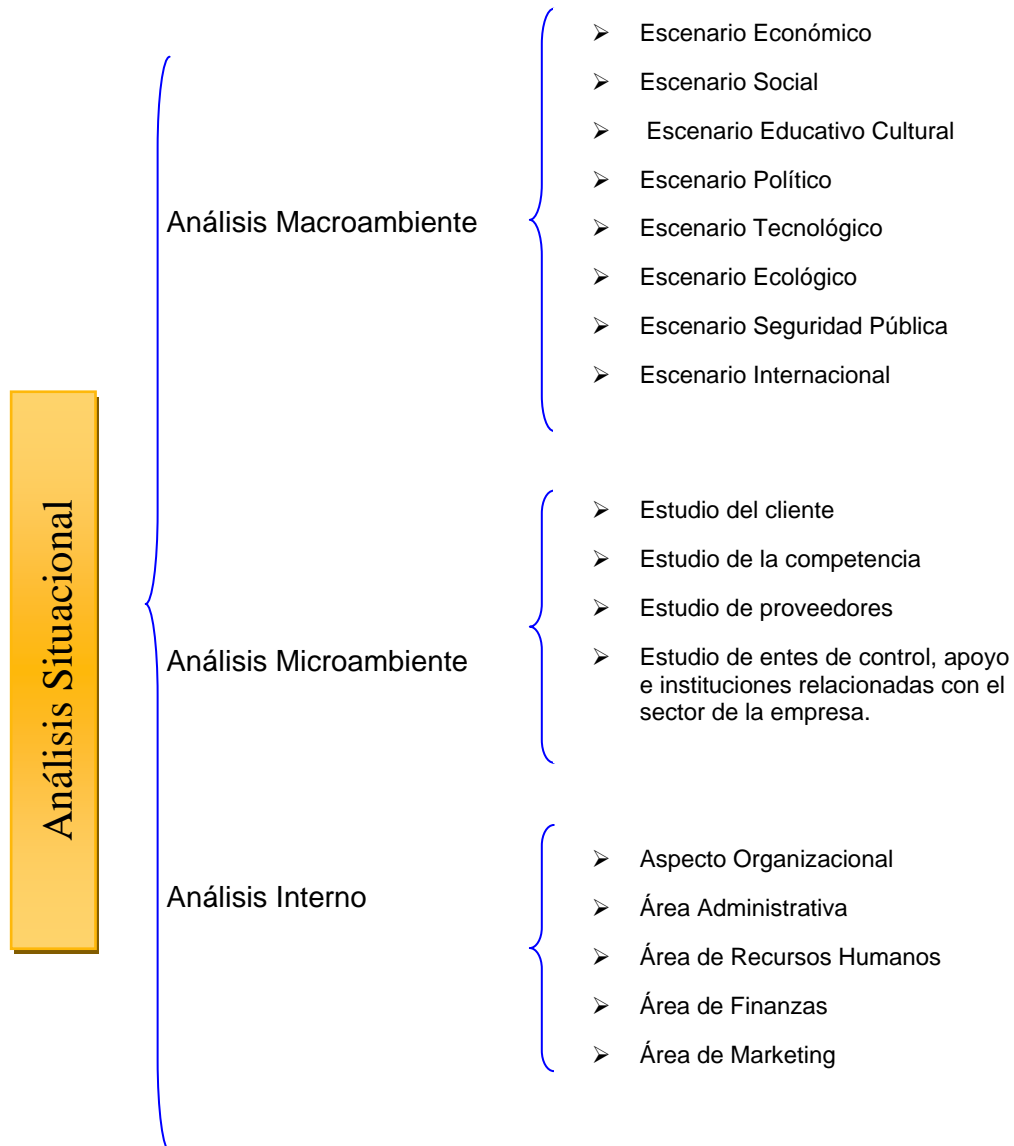 Análisis Situacional
Análisis Macroambiente
➢ Escenario Económico
➢ Escenario Social
➢ Escenario Educativo Cultural
➢ Escenario Político
➢ Escenario Tecnológico
➢ Escenario Ecológico
➢ Escenario Seguridad Pública
➢ Escenario Internacional
Análisis Microambiente
➢ Estudio del cliente
➢ Estudio de la competencia
➢ Estudio de proveedores
➢ Estudio de entes de control, apoyo
e instituciones relacionadas con el
sector de la empresa.
Análisis Interno
➢ Aspecto Organizacional
➢ Área Administrativa
➢ Área de Recursos Humanos
➢ Área de Finanzas
➢ Área de Marketing